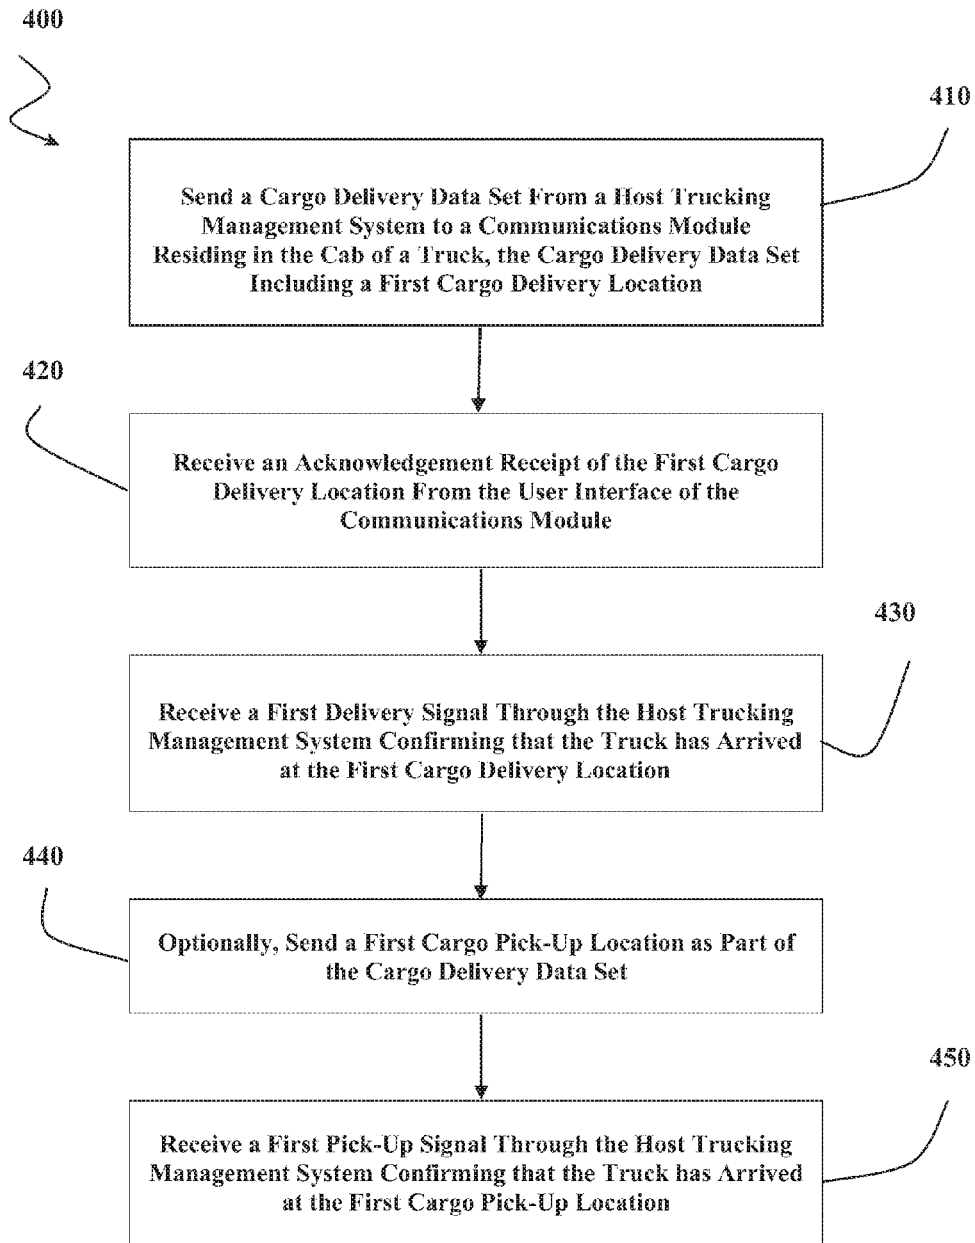 400
410
Send a Cargo Delivery Data Set From a Host Trucking
Management System to a Communications Module
Residing in the Cab of a Truck, the Cargo Delivery Data Set
Including a First Cargo Delivery Location
420
Receive an Acknowledgement Receipt of the First Cargo
Delivery Location From the User Interface of the
Communications Module
430
Receive a First Delivery Signal Through the Host Trucking
Management System Confirming that the Truck has Arrived
at the First Cargo Delivery Location
440
Optionally, Send a First Cargo Pick-Up Location as Part of
the Cargo Delivery Data Set
450
Receive a First Pick-Up Signal Through the Host Trucking
Management System Confirming that the Truck has Arrived
at the First Cargo Pick-Up Location